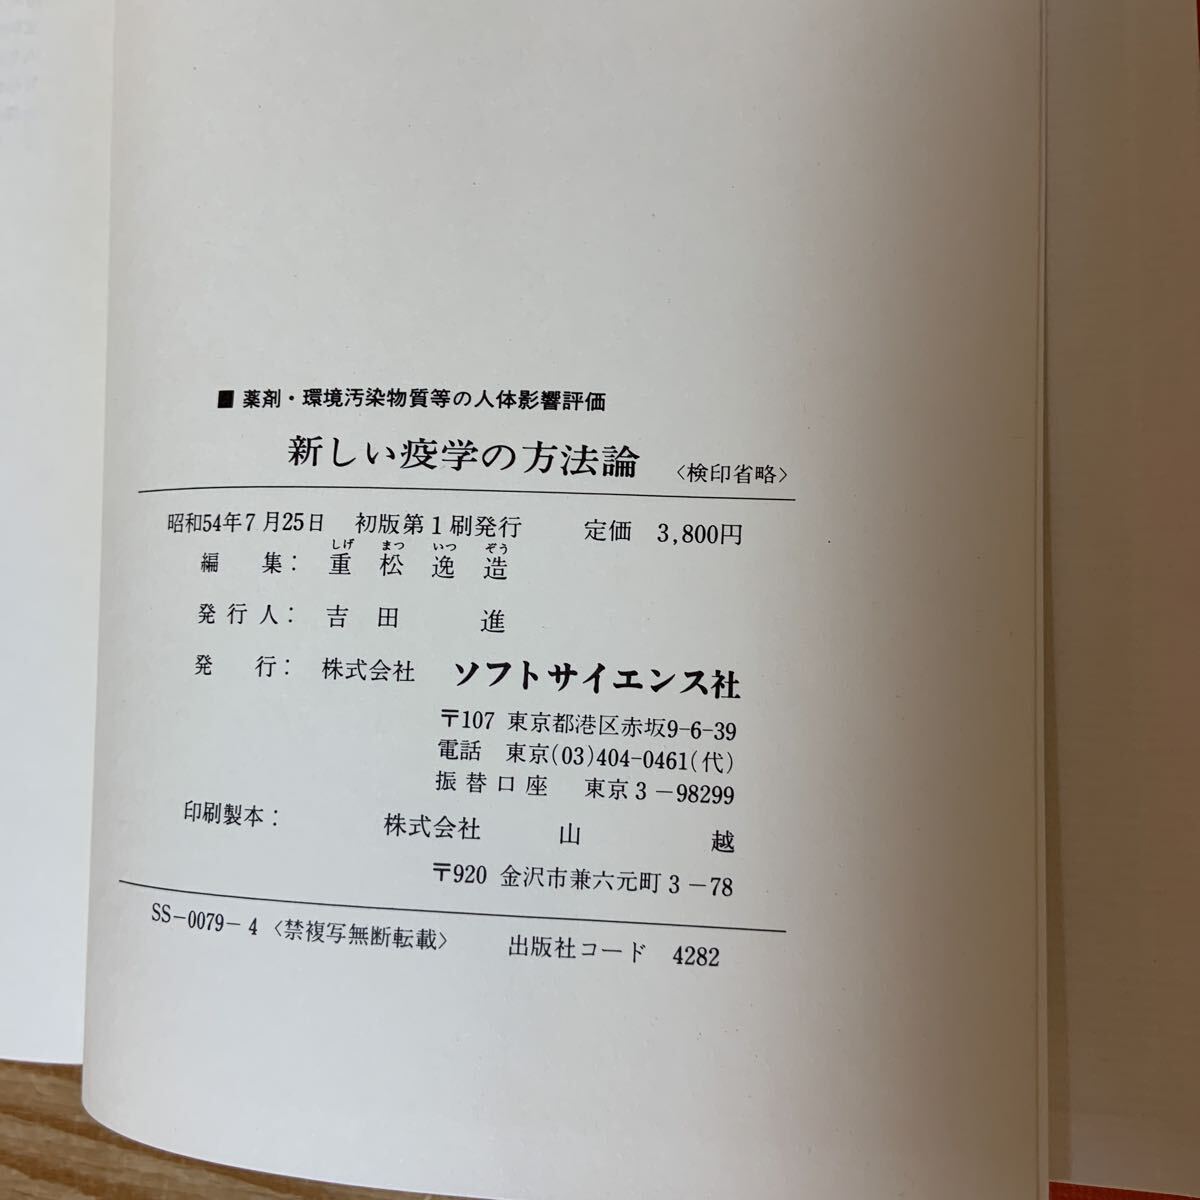 ■ 薬剤・環境汚染物質等の人体影響評価
新しい疫学の方法論 〈検印省略〉
昭和54年7月25日 初版第1刷発行 定価 3,800円
しげ まつ いつ ぞう
編集： 重松逸造
発行人： 吉田 進
発行： 株式会社 ソフトサイエンス社
〒107 東京都港区赤坂9-6-39
電話 東京(03)404-0461(代)
振替口座 東京3-98299
印刷製本： 株式会社 山越
〒920 金沢市兼六元町3-78
SS-0079-4 〈禁複写無断転載〉 出版社コード 4282